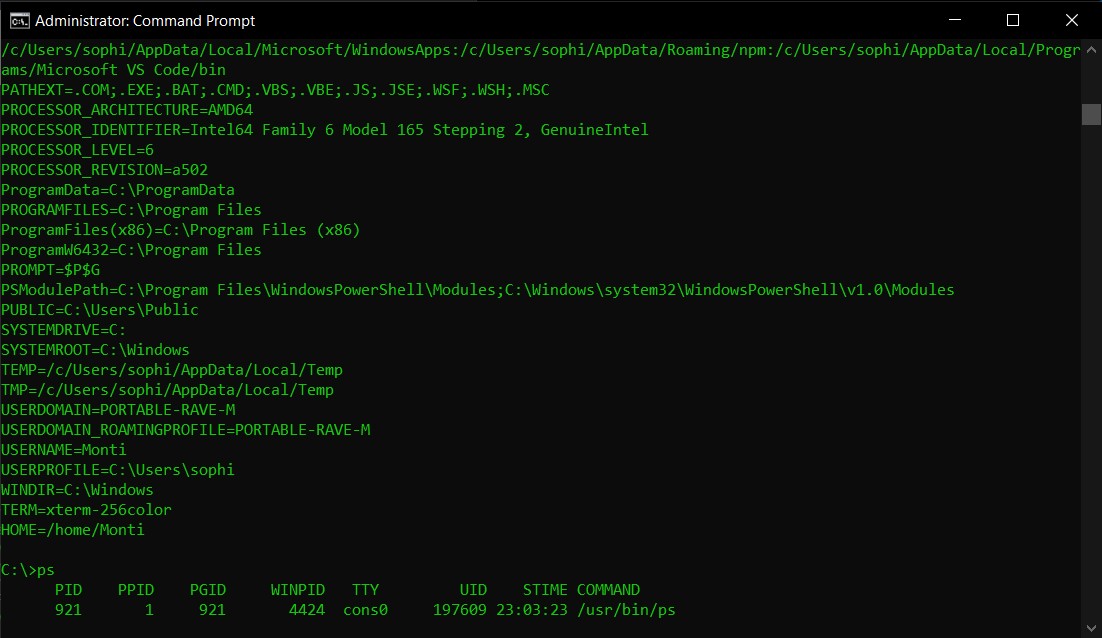 Administrator: Command Prompt
/c/Users/sophi/AppData/Local/Microsoft/WindowsApps:/c/Users/sophi/AppData/Roaming/npm:/c/Users/sophi/AppData/Local/Progr
ams/Microsoft VS Code/bin
PATHEXT=.COM;.EXE;.BAT;.CMD;.VBS;.VBE;.JS;.JSE;.WSF;.WSH;.MSC
PROCESSOR_ARCHITECTURE=AMD64
PROCESSOR_IDENTIFIER=Intel64 Family 6 Model 165 Stepping 2, GenuineIntel
PROCESSOR_LEVEL=6
PROCESSOR_REVISION=a502
ProgramData=C:\ProgramData
PROGRAMFILES=C:\Program Files
ProgramFiles(x86)=C:\Program Files (x86)
ProgramW6432=C:\Program Files
PROMPT=$P$G
PSModulePath=C:\Program Files\WindowsPowerShell\Modules;C:\Windows\system32\WindowsPowerShell\v1.0\Modules
PUBLIC=C:\Users\Public
SYSTEMDRIVE=C:
SYSTEMROOT=C:\Windows
TEMP=/c/Users/sophi/AppData/Local/Temp
TMP=/c/Users/sophi/AppData/Local/Temp
USERDOMAIN=PORTABLE-RAVE-M
USERDOMAIN_ROAMINGPROFILE=PORTABLE-RAVE-M
USERNAME=Monti
USERPROFILE=C:\Users\sophi
WINDIR=C:\Windows
TERM=xterm-256color
HOME=/home/Monti
C:\>ps
PID PPID PGID WINPID TTY UID STIME COMMAND
921 1 921 4424 cons0 197609 23:03:23 /usr/bin/ps